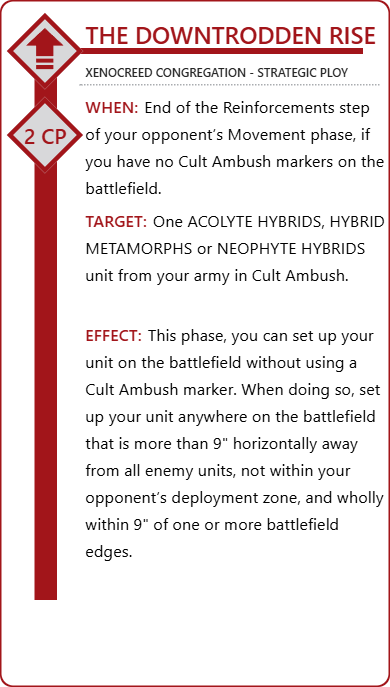 THE DOWNTRODDEN RISE
XENOCREED CONGREGATION - STRATEGIC PLOY
2 CP
WHEN: End of the Reinforcements step
of your opponent’s Movement phase, if
you have no Cult Ambush markers on the
battlefield.
TARGET: One ACOLYTE HYBRIDS, HYBRID
METAMORPHS or NEOPHYTE HYBRIDS
unit from your army in Cult Ambush.
EFFECT: This phase, you can set up your
unit on the battlefield without using a
Cult Ambush marker. When doing so, set
up your unit anywhere on the battlefield
that is more than 9" horizontally away
from all enemy units, not within your
opponent’s deployment zone, and wholly
within 9" of one or more battlefield
edges.